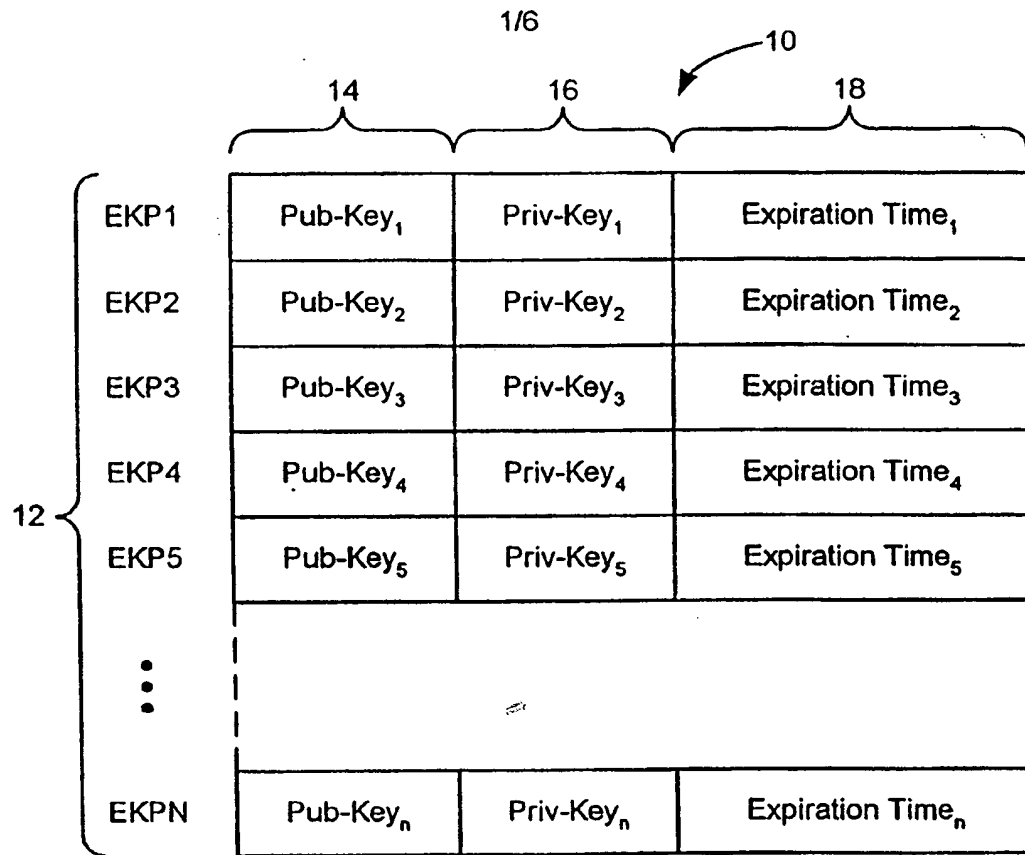 1/6
10
14 16 18
EKP1 Pub-Key₁ Priv-Key₁ Expiration Time₁
EKP2 Pub-Key₂ Priv-Key₂ Expiration Time₂
EKP3 Pub-Key₃ Priv-Key₃ Expiration Time₃
EKP4 Pub-Key₄ Priv-Key₄ Expiration Time₄
12
EKP5 Pub-Key₅ Priv-Key₅ Expiration Time₅
EKPN Pub-Keyₙ Priv-Keyₙ Expiration Timeₙ